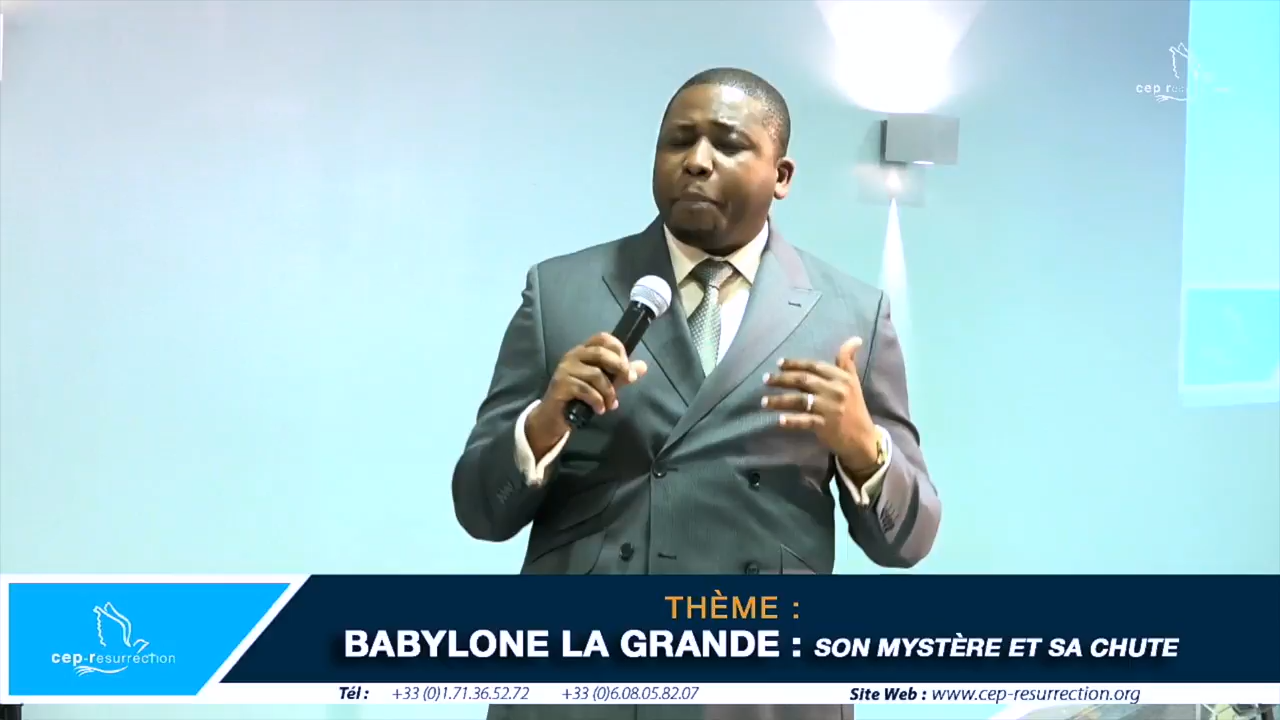 cep-resurrection
THÈME :
BABYLONE LA GRANDE : SON MYSTÈRE ET SA CHUTE
cep-resurrection
Tél : +33 (0)1.71.36.52.72 +33 (0)6.08.05.82.07 Site Web : www.cep-resurrection.org